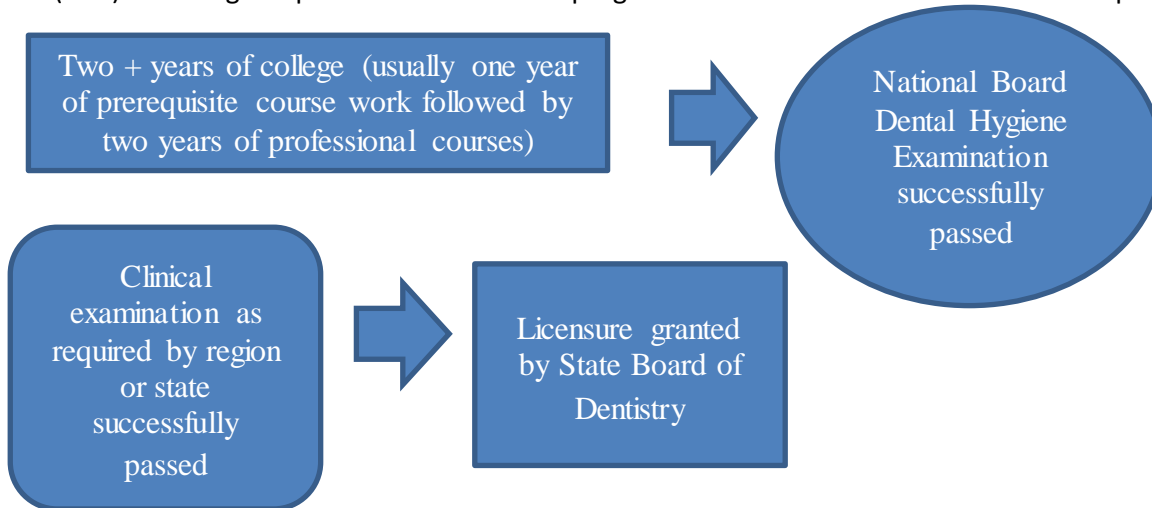 Two + years of college (usually one year
of prerequisite course work followed by
two years of professional courses)
National Board
Dental Hygiene
Examination
successfully
passed
Clinical
examination as
required by region
or state
successfully
passed
Licensure granted
by State Board of
Dentistry